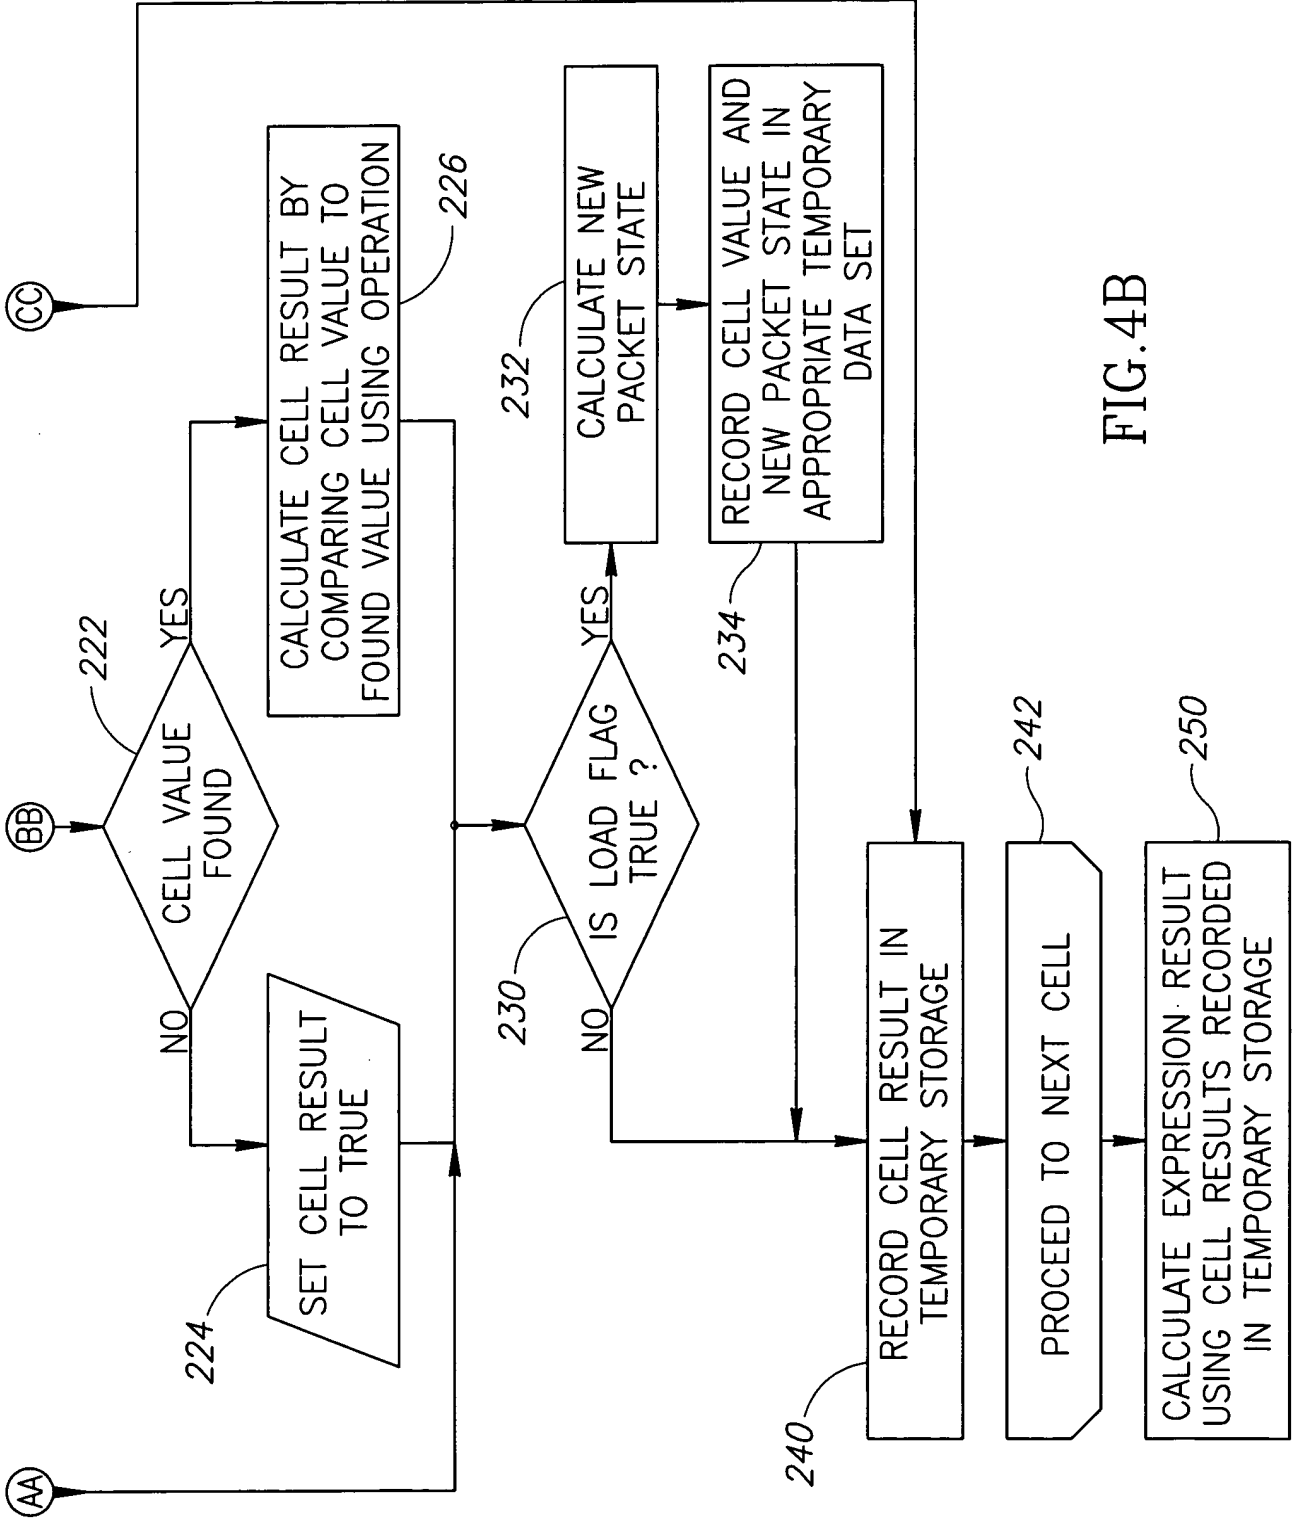 AA
BB
CC
222
CELL VALUE
FOUND
NO
YES
224
SET CELL RESULT
TO TRUE
CALCULATE CELL RESULT BY
COMPARING CELL VALUE TO
FOUND VALUE USING OPERATION
226
230
IS LOAD FLAG
TRUE ?
NO
YES
232
CALCULATE NEW
PACKET STATE
234
RECORD CELL VALUE AND
NEW PACKET STATE IN
APPROPRIATE TEMPORARY
DATA SET
240
RECORD CELL RESULT IN
TEMPORARY STORAGE
242
PROCEED TO NEXT CELL
250
CALCULATE EXPRESSION RESULT
USING CELL RESULTS RECORDED
IN TEMPORARY STORAGE
FIG.4B